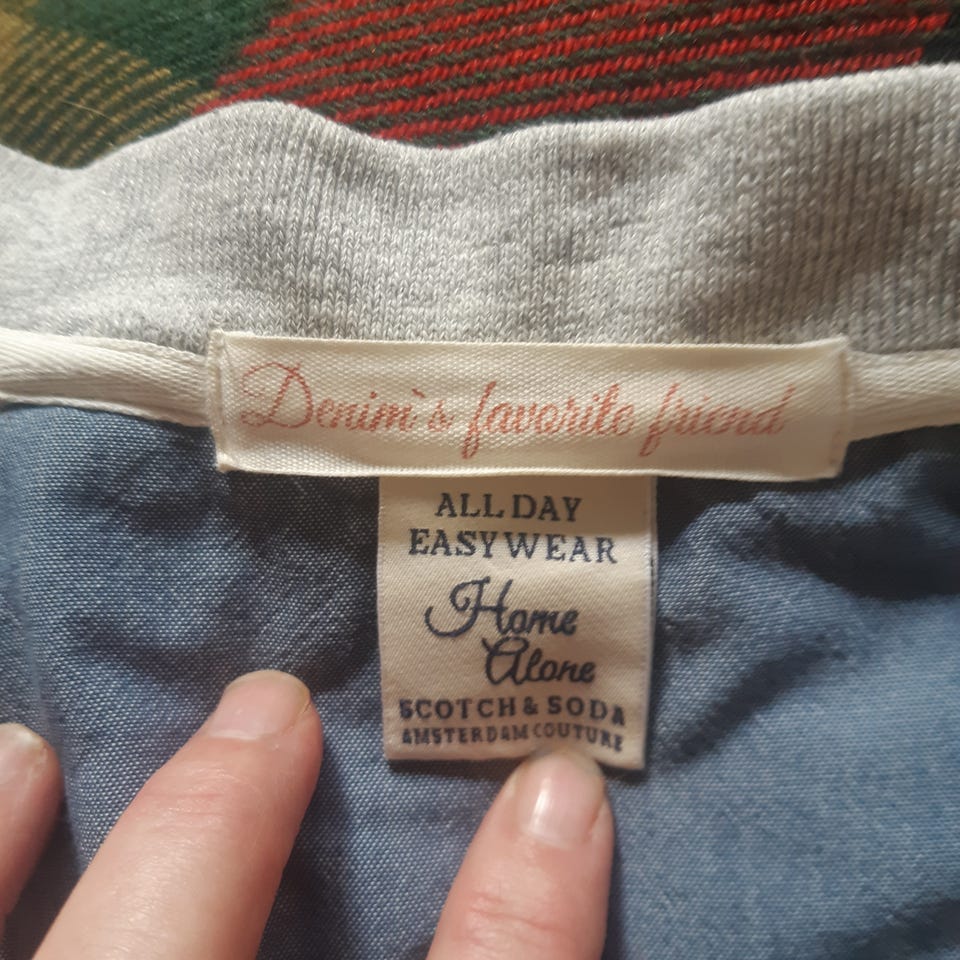 Denim`s favorite friend
ALL DAY
EASY WEAR
Home
Alone
SCOTCH & SODA
AMSTERDAM COUTURE